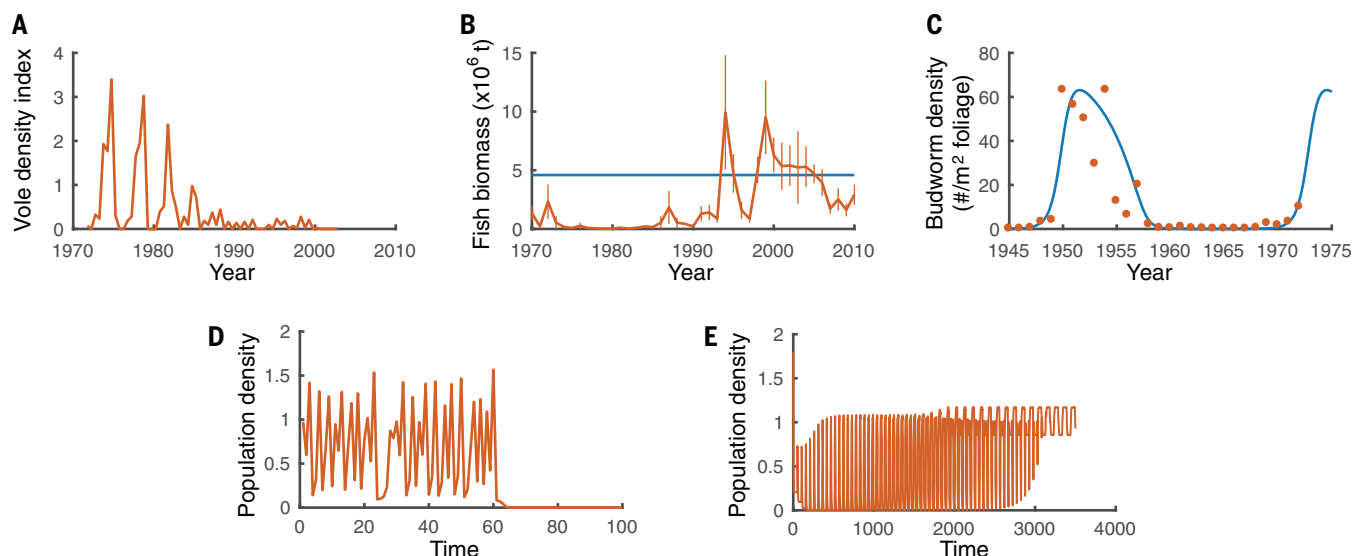 A
Vole density index
4
3
2
1
0
1970 1980 1990 2000 2010
Year
B
Fish biomass (x10⁶ t)
15
10
5
0
1970 1980 1990 2000 2010
Year
C
Budworm density
(#/m² foliage)
80
60
40
20
0
1945 1950 1955 1960 1965 1970 1975
Year
D
Population density
2
1.5
1
0.5
0
0 20 40 60 80 100
Time
E
Population density
2
1.5
1
0.5
0
0 1000 2000 3000 4000
Time